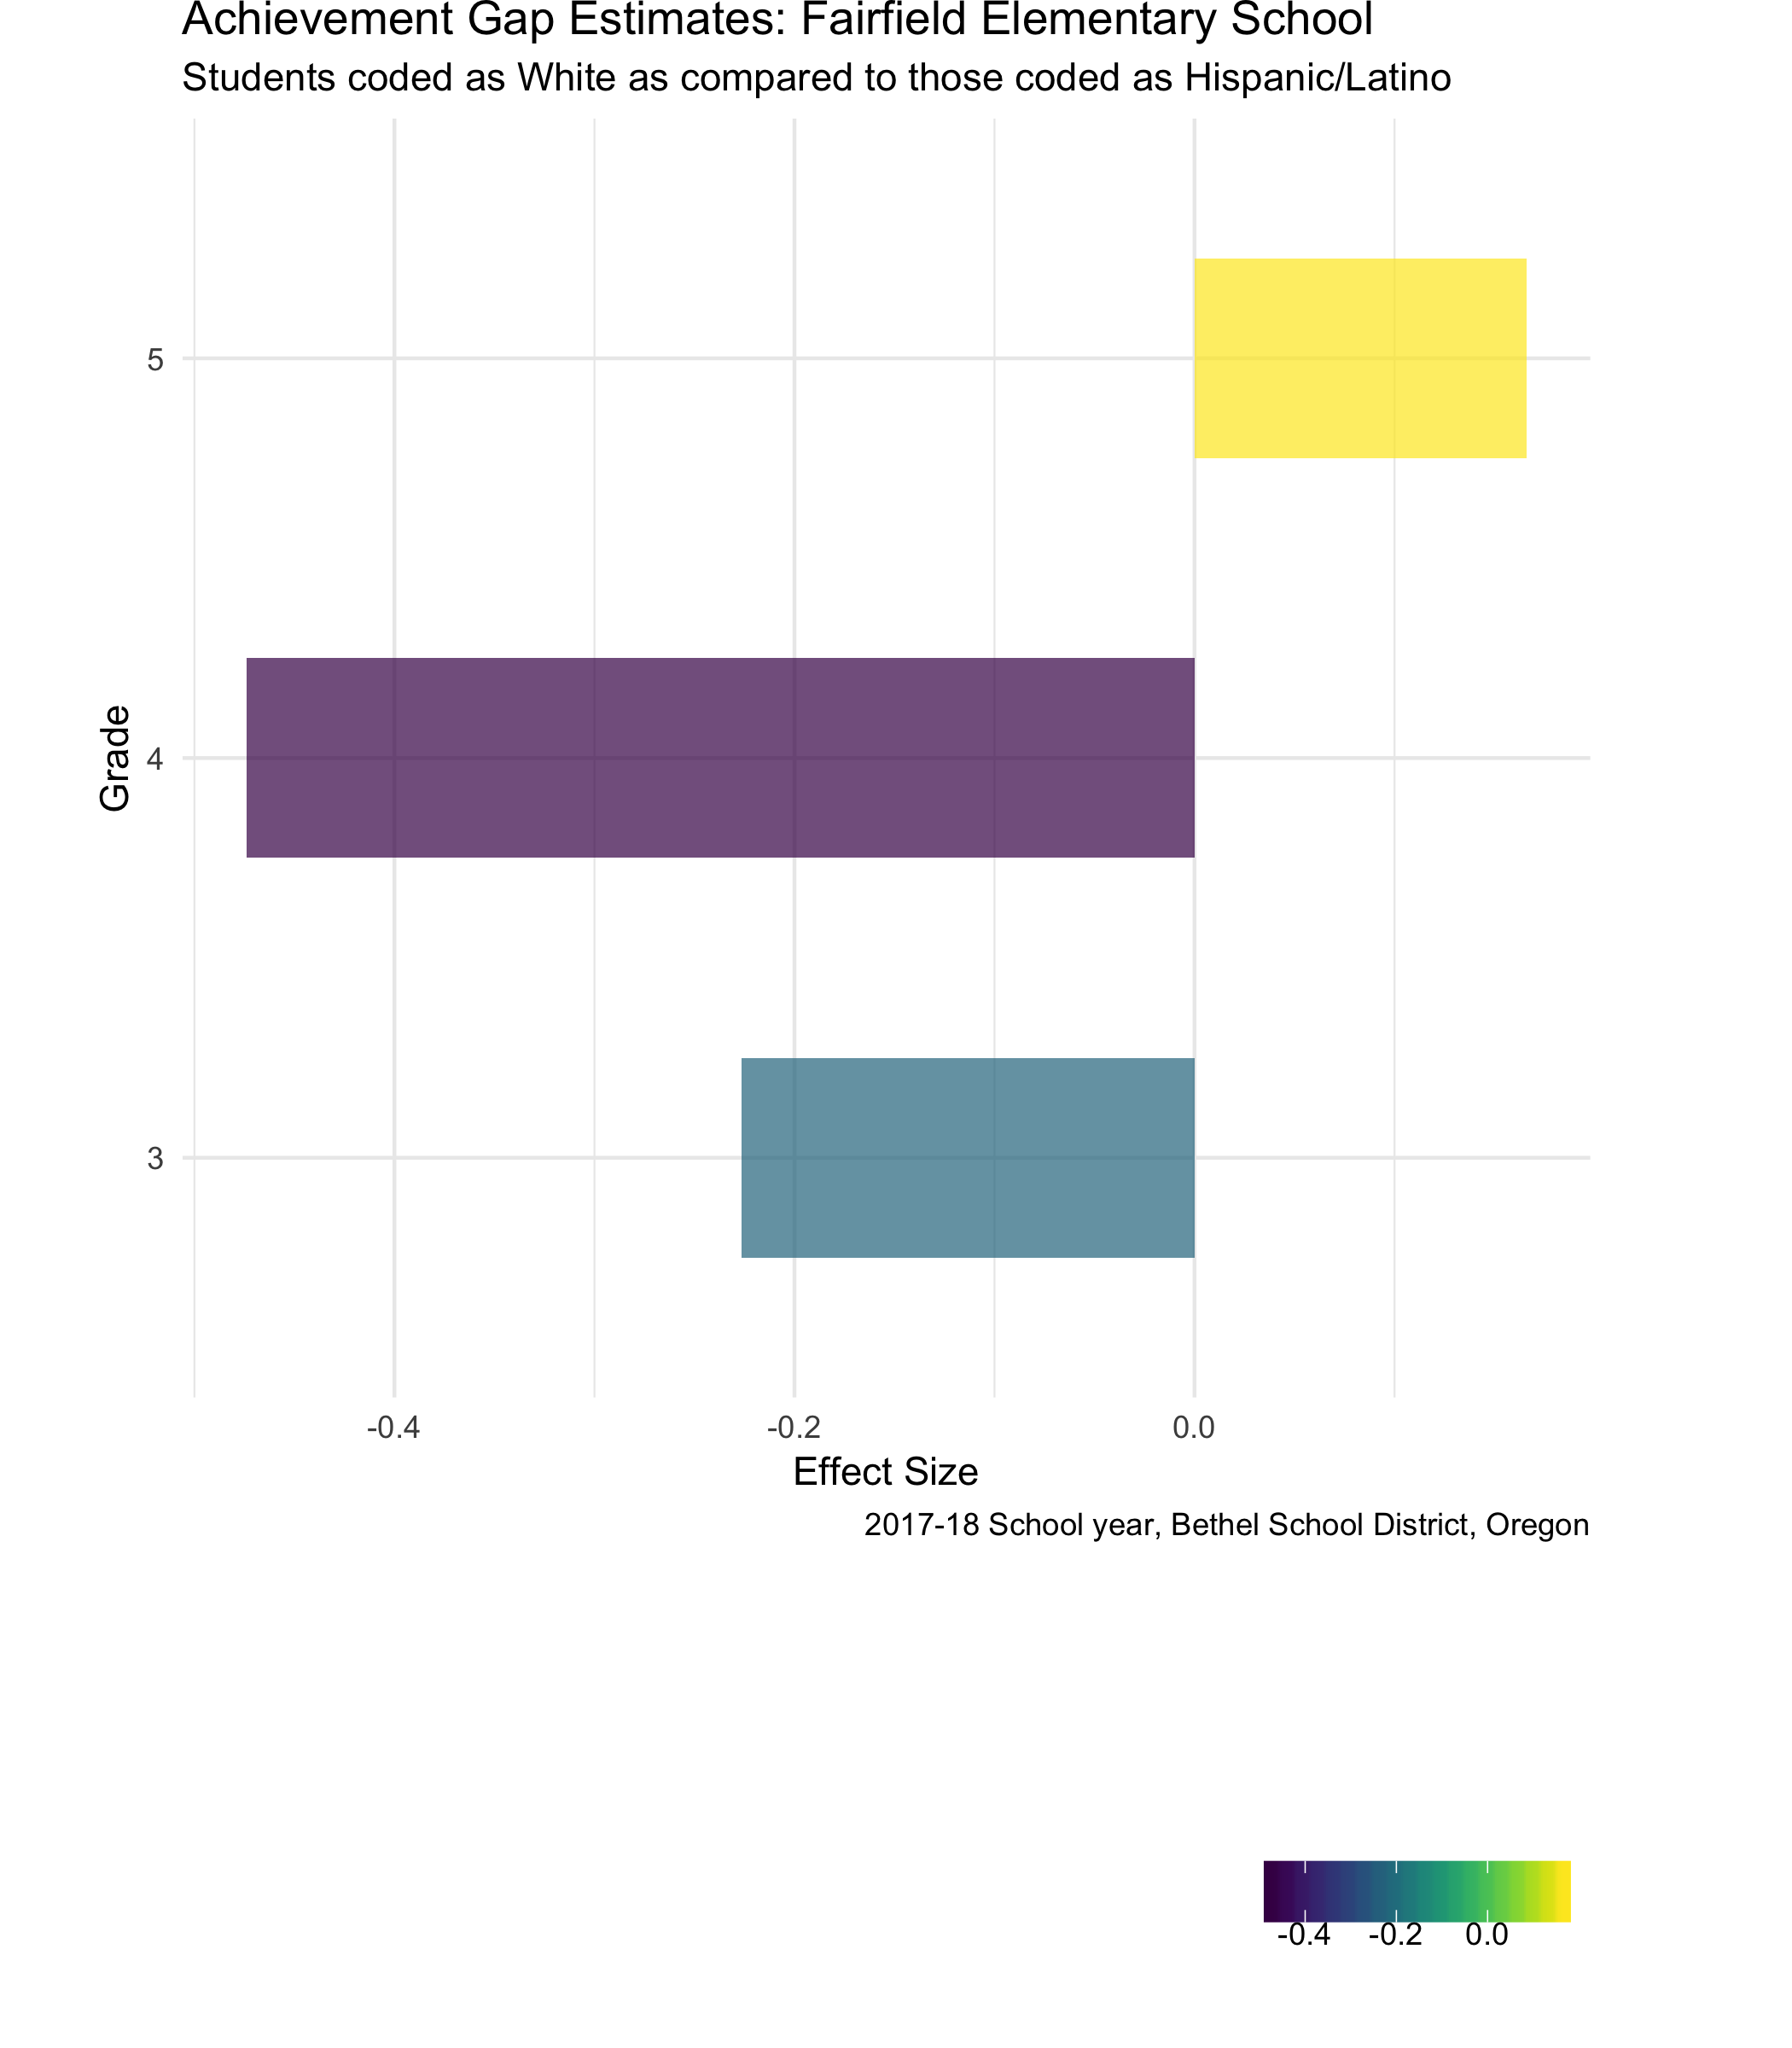 Achievement Gap Estimates: Fairfield Elementary School
Students coded as White as compared to those coded as Hispanic/Latino
5
4
3
Grade
-0.4 -0.2 0.0
Effect Size
2017-18 School year, Bethel School District, Oregon
-0.4 -0.2 0.0